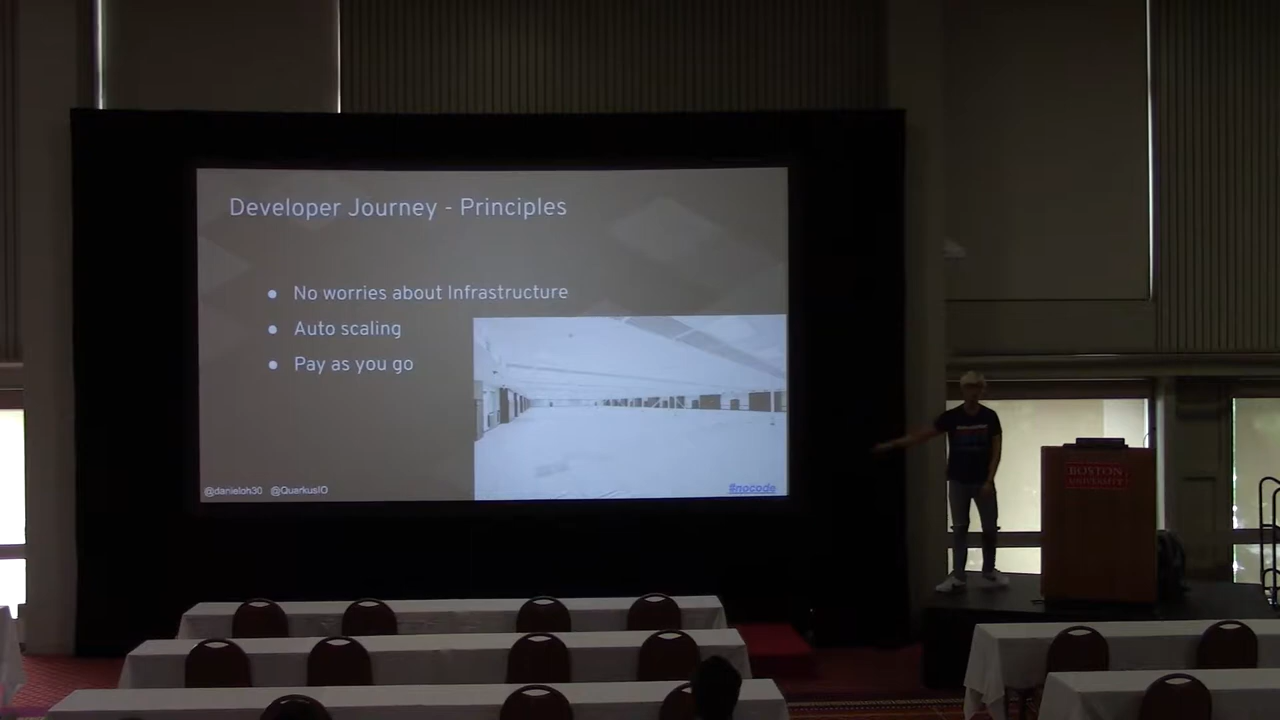 Developer Journey - Principles
● No worries about Infrastructure
● Auto scaling
● Pay as you go
@danieloh30 @QuarkusIO
#nocode
BOSTON
UNIVERSITY